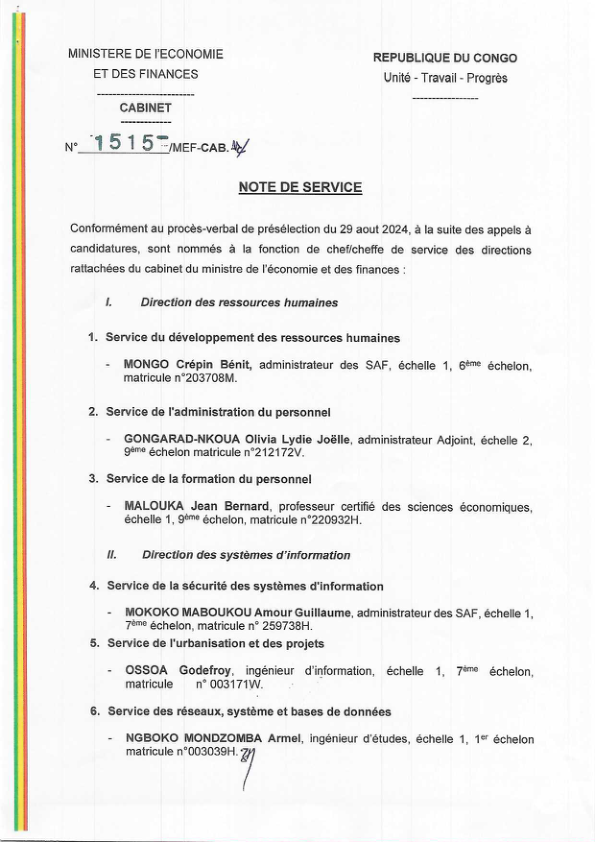 MINISTERE DE l'ECONOMIE
ET DES FINANCES
------------------------
CABINET
-------------
REPUBLIQUE DU CONGO
Unité - Travail - Progrès
-----------------
N° 1515 /MEF-CAB.
NOTE DE SERVICE
Conformément au procès-verbal de présélection du 29 aout 2024, à la suite des appels à
candidatures, sont nommés à la fonction de chef/cheffe de service des directions
rattachées du cabinet du ministre de l'économie et des finances :
I. Direction des ressources humaines
1. Service du développement des ressources humaines
- MONGO Crépin Bénit, administrateur des SAF, échelle 1, 6ème échelon,
matricule n°203708M.
2. Service de l'administration du personnel
- GONGARAD-NKOUA Olivia Lydie Joëlle, administrateur Adjoint, échelle 2,
9ème échelon matricule n°212172V.
3. Service de la formation du personnel
- MALOUKA Jean Bernard, professeur certifié des sciences économiques,
échelle 1, 9ème échelon, matricule n°220932H.
II. Direction des systèmes d'information
4. Service de la sécurité des systèmes d'information
- MOKOKO MABOUKOU Amour Guillaume, administrateur des SAF, échelle 1,
7ème échelon, matricule n° 259738H.
5. Service de l'urbanisation et des projets
- OSSOA Godefroy, ingénieur d'information, échelle 1, 7ème échelon,
matricule n° 003171W.
6. Service des réseaux, système et bases de données
- NGBOKO MONDZOMBA Armel, ingénieur d'études, échelle 1, 1er échelon
matricule n°003039H.